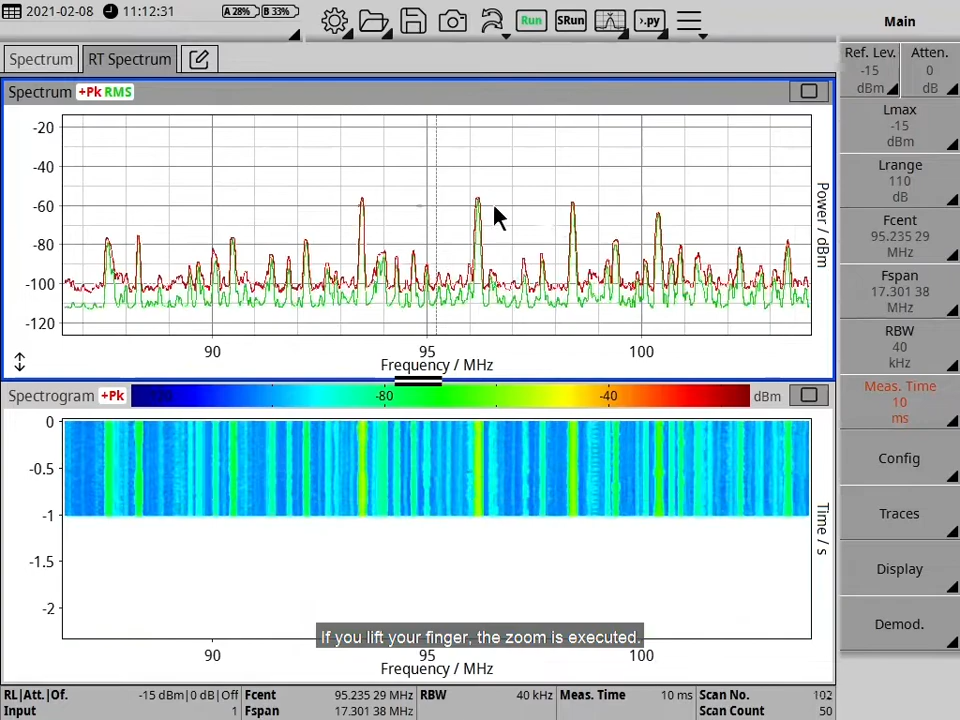 2021-02-08 11:12:31 A 28% B 33% Run SRun >.py Main
Spectrum RT Spectrum
Ref. Lev. -15 dBm
Atten. 0 dB
Spectrum +Pk RMS
-20
-40
-60
-80
-100
-120
Power / dBm
90 95 100
Frequency / MHz
Lmax
-15
dBm
Lrange
110
dB
Fcent
95.235 29
MHz
Fspan
17.301 38
MHz
RBW
40
kHz
Meas. Time
10
ms
Config
Traces
Display
Demod.
Spectrogram +Pk -80 -40 dBm
0
-0.5
-1
-1.5
-2
Time / s
If you lift your finger, the zoom is executed.
90 95 100
Frequency / MHz
RL|Att.|Of. -15 dBm|0 dB|Off Fcent 95.235 29 MHz RBW 40 kHz Meas. Time 10 ms Scan No. 102
Input 1 Fspan 17.301 38 MHz Scan Count 50